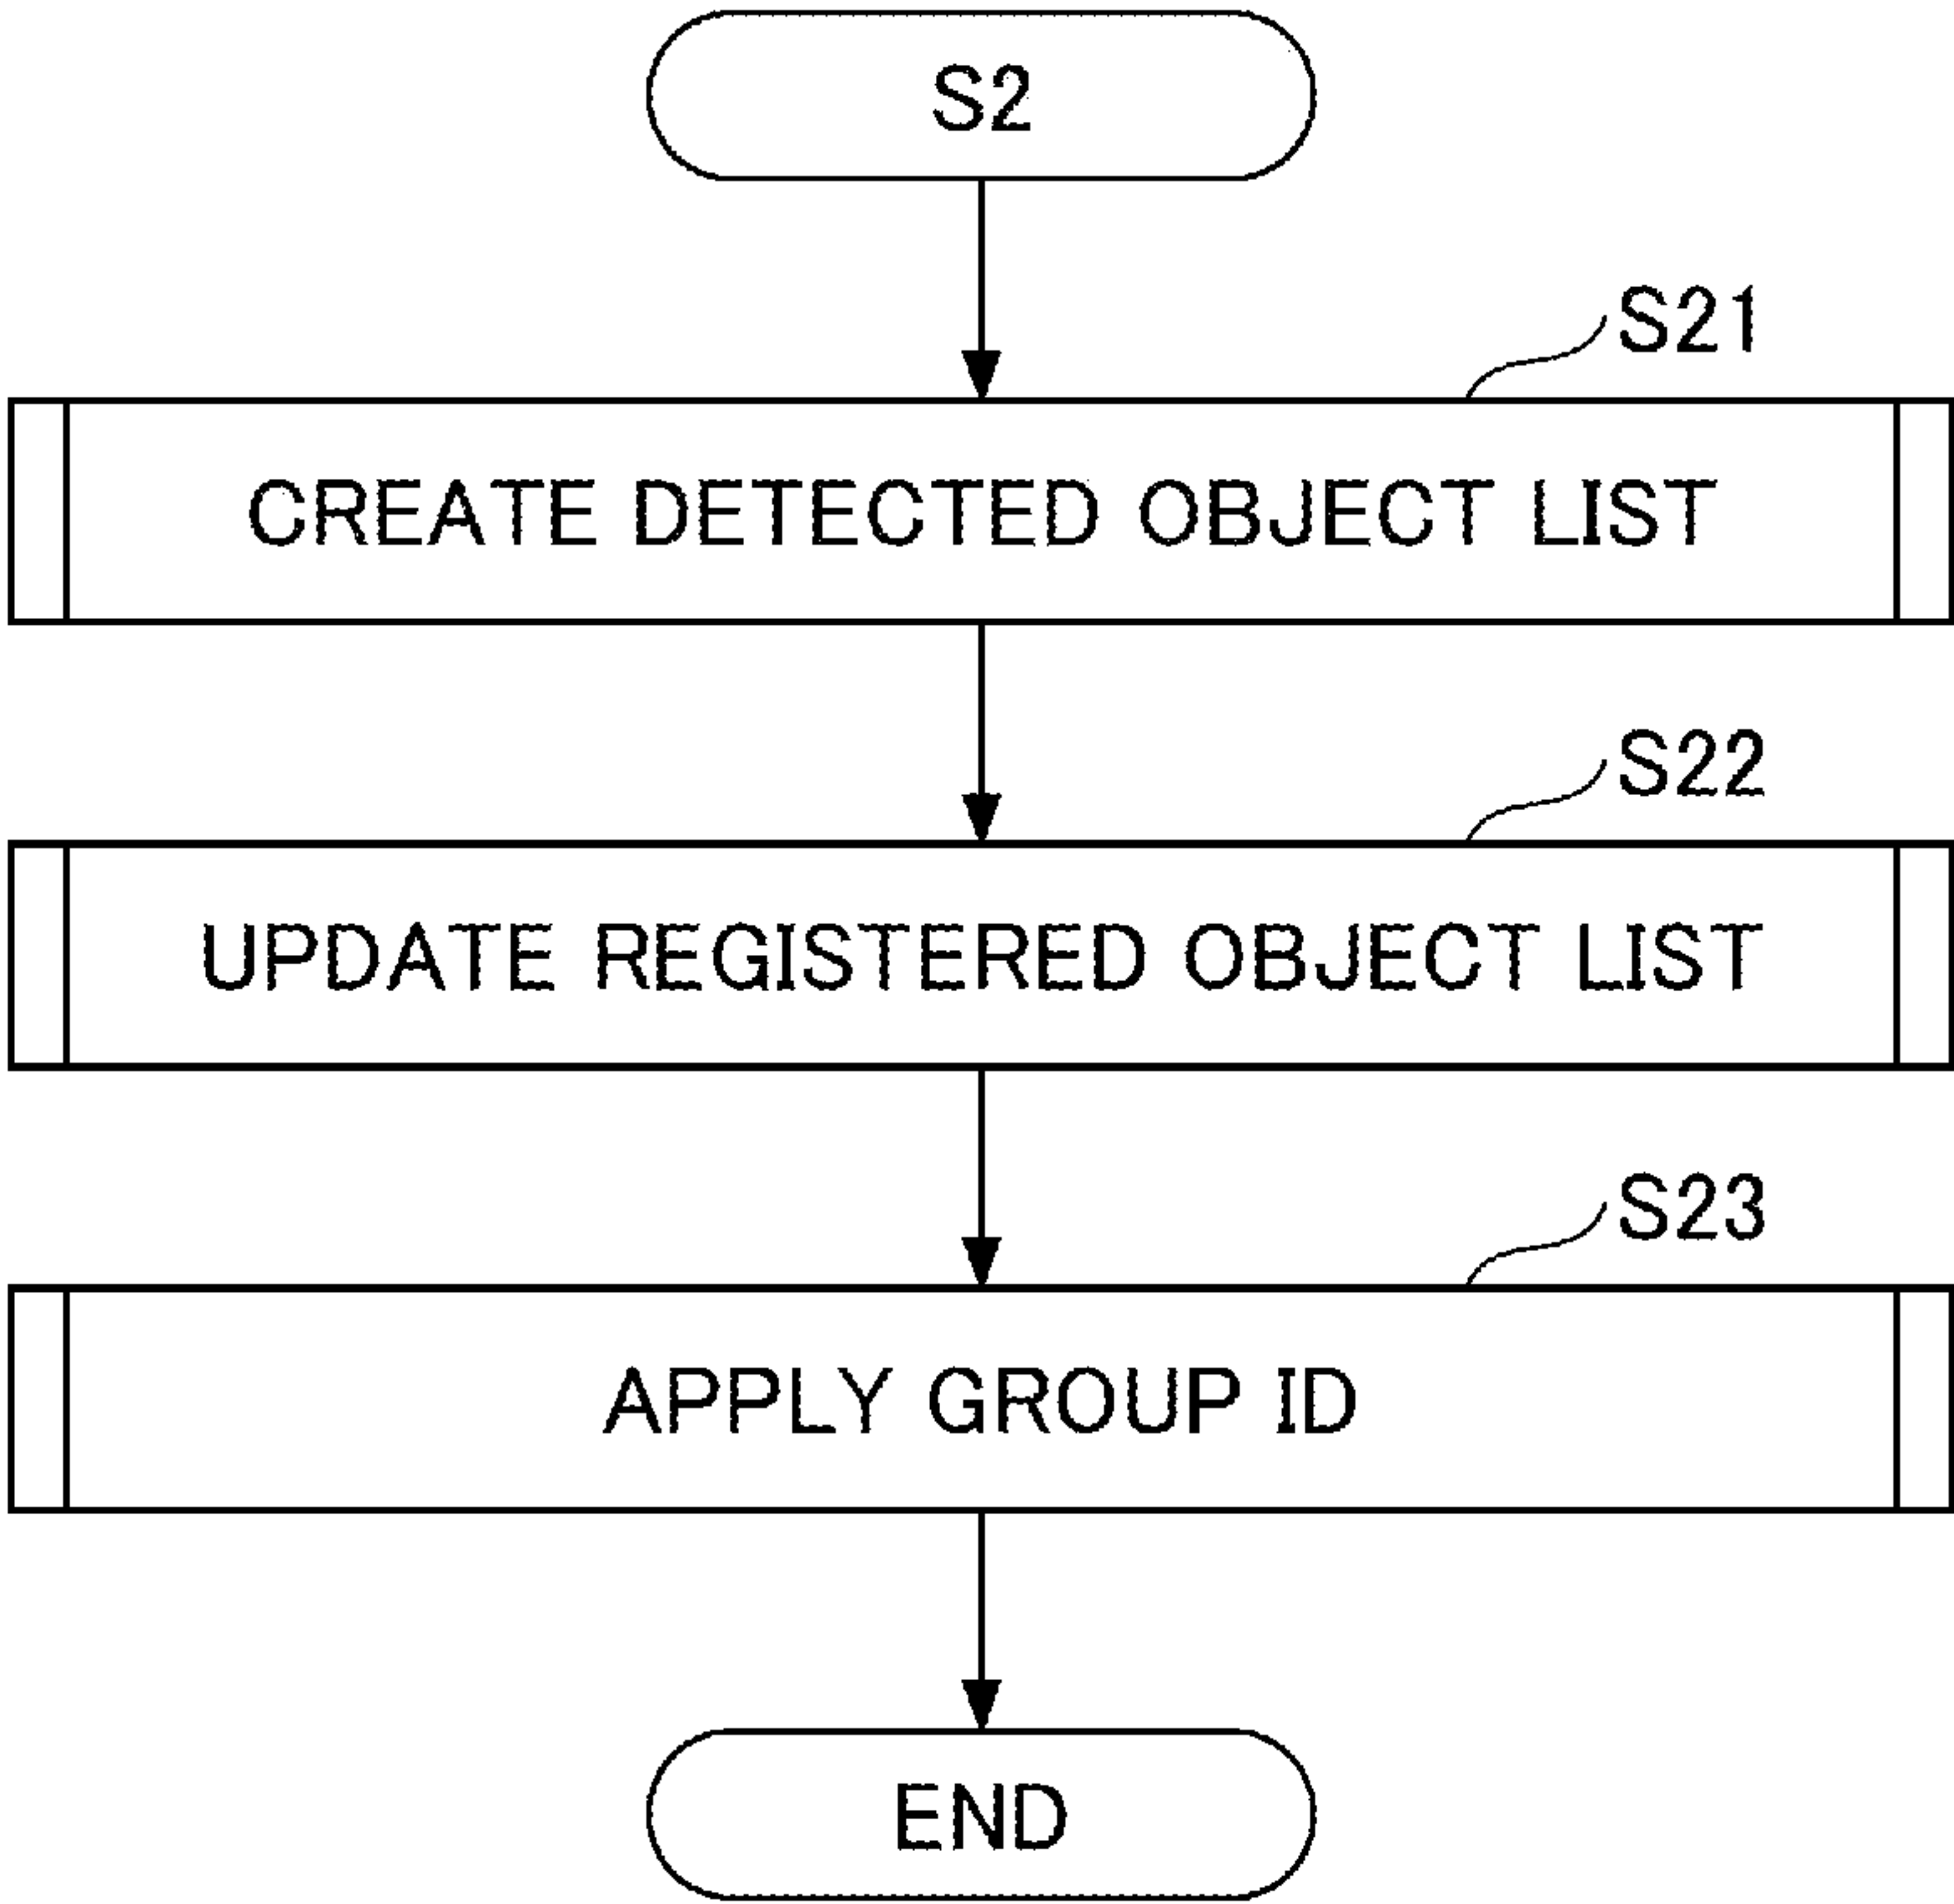 S2
S21
CREATE DETECTED OBJECT LIST
S22
UPDATE REGISTERED OBJECT LIST
S23
APPLY GROUP ID
END